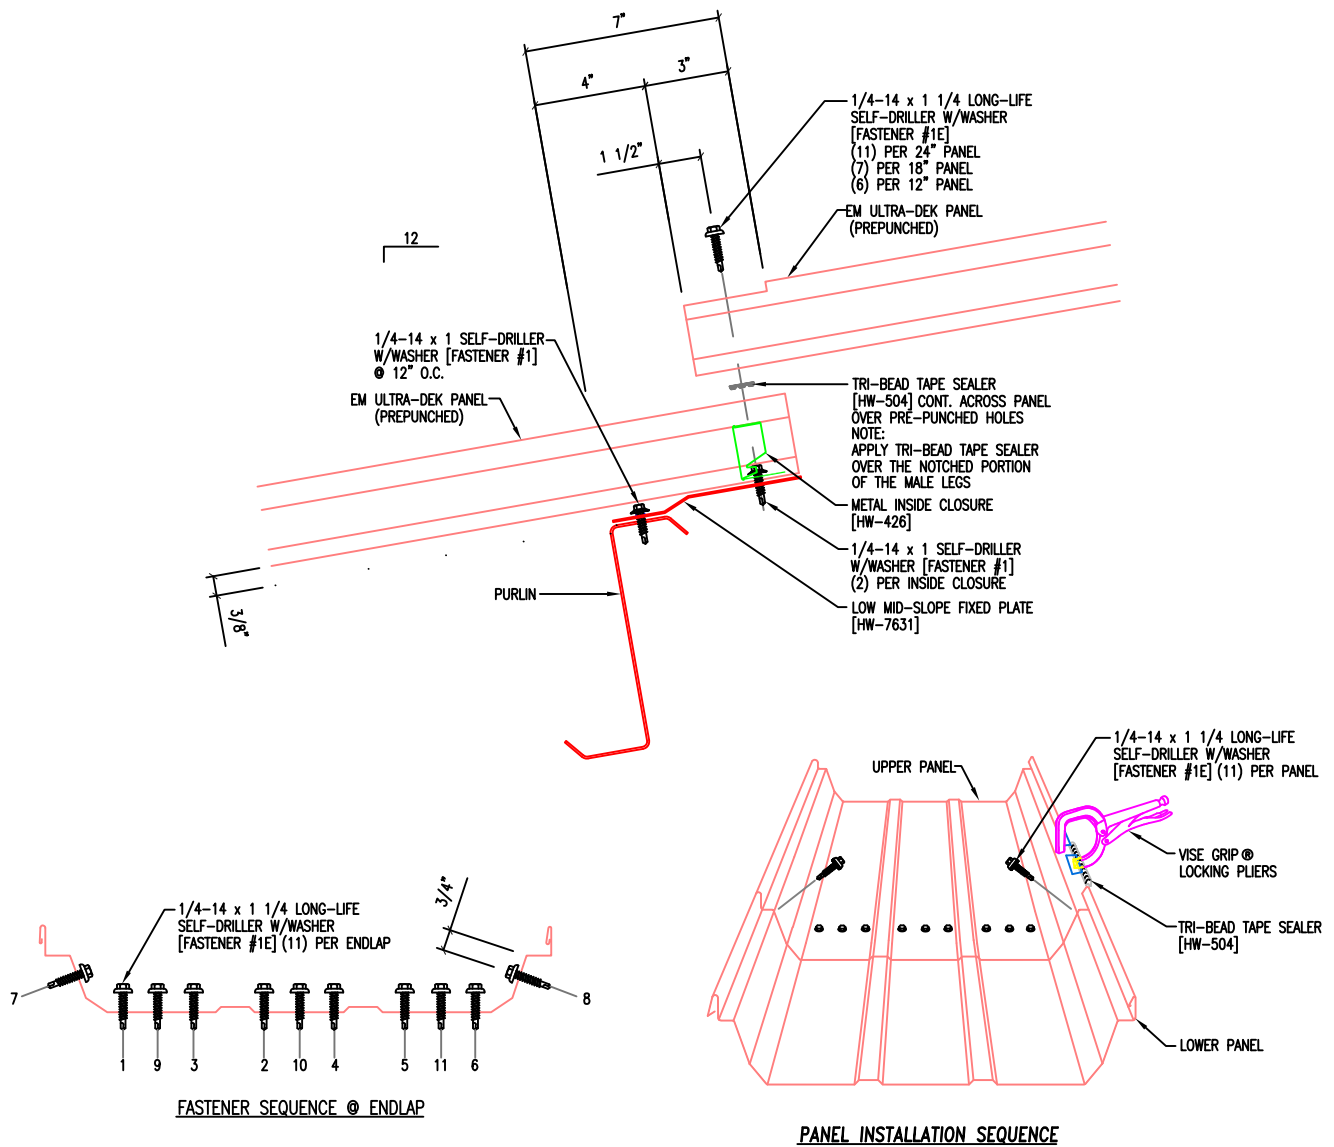 7"
4"
3"
1 1/2"
1/4-14 x 1 1/4 LONG-LIFE
SELF-DRILLER W/WASHER
[FASTENER #1E]
(11) PER 24" PANEL
(7) PER 18" PANEL
(6) PER 12" PANEL
EM ULTRA-DEK PANEL
(PREPUNCHED)
12
1/4-14 x 1 SELF-DRILLER
W/WASHER [FASTENER #1]
@ 12" O.C.
EM ULTRA-DEK PANEL
(PREPUNCHED)
TRI-BEAD TAPE SEALER
[HW-504] CONT. ACROSS PANEL
OVER PRE-PUNCHED HOLES
NOTE:
APPLY TRI-BEAD TAPE SEALER
OVER THE NOTCHED PORTION
OF THE MALE LEGS
METAL INSIDE CLOSURE
[HW-426]
1/4-14 x 1 SELF-DRILLER
W/WASHER [FASTENER #1]
(2) PER INSIDE CLOSURE
LOW MID-SLOPE FIXED PLATE
[HW-7631]
PURLIN
3/8"
1/4-14 x 1 1/4 LONG-LIFE
SELF-DRILLER W/WASHER
[FASTENER #1E] (11) PER ENDLAP
3/4"
7
8
1 9 3 2 10 4 5 11 6
FASTENER SEQUENCE @ ENDLAP
1/4-14 x 1 1/4 LONG-LIFE
SELF-DRILLER W/WASHER
[FASTENER #1E] (11) PER PANEL
UPPER PANEL
VISE GRIP ®
LOCKING PLIERS
TRI-BEAD TAPE SEALER
[HW-504]
LOWER PANEL
PANEL INSTALLATION SEQUENCE